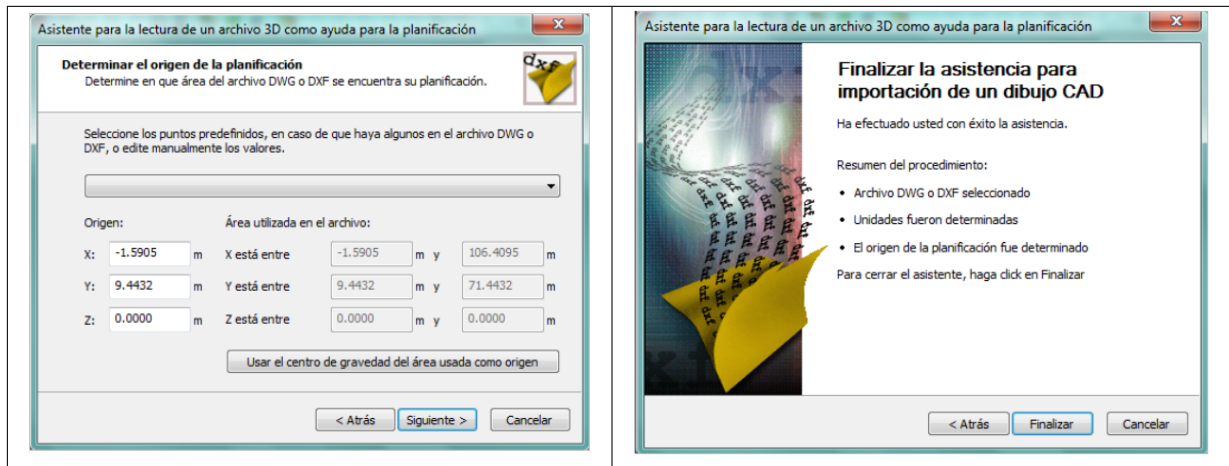 Asistente para la lectura de un archivo 3D como ayuda para la planificación
Determinar el origen de la planificación
Determine en que área del archivo DWG o DXF se encuentra su planificación.
dxf
Seleccione los puntos predefinidos, en caso de que haya algunos en el archivo DWG o
DXF, o edite manualmente los valores.
Origen: Área utilizada en el archivo:
X: -1.5905 m X está entre -1.5905 m y 106.4095 m
Y: 9.4432 m Y está entre 9.4432 m y 71.4432 m
Z: 0.0000 m Z está entre 0.0000 m y 0.0000 m
Usar el centro de gravedad del área usada como origen
< Atrás Siguiente > Cancelar
Asistente para la lectura de un archivo 3D como ayuda para la planificación
Finalizar la asistencia para
importación de un dibujo CAD
Ha efectuado usted con éxito la asistencia.
Resumen del procedimiento:
• Archivo DWG o DXF seleccionado
• Unidades fueron determinadas
• El origen de la planificación fue determinado
Para cerrar el asistente, haga click en Finalizar
< Atrás Finalizar Cancelar